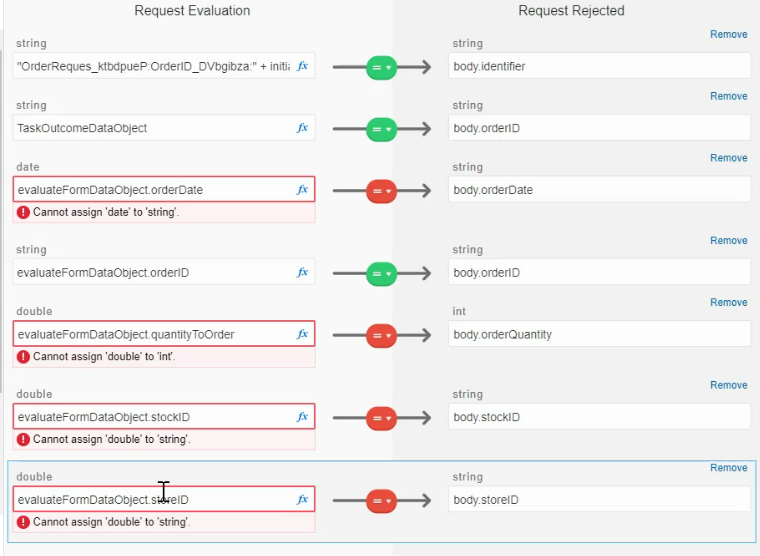 Request Evaluation Request Rejected
Remove
string string
"OrderReques_ktbdpueP:OrderID_DVbgibza:" + initia fx = body.identifier
Remove
string string
TaskOutcomeDataObject fx = body.orderID
Remove
date string
evaluateFormDataObject.orderDate fx = body.orderDate
! Cannot assign 'date' to 'string'.
Remove
string string
evaluateFormDataObject.orderID fx = body.orderID
Remove
double int
evaluateFormDataObject.quantityToOrder fx = body.orderQuantity
! Cannot assign 'double' to 'int'.
Remove
double string
evaluateFormDataObject.stockID fx = body.stockID
! Cannot assign 'double' to 'string'.
Remove
double string
evaluateFormDataObject.storeID fx = body.storeID
! Cannot assign 'double' to 'string'.